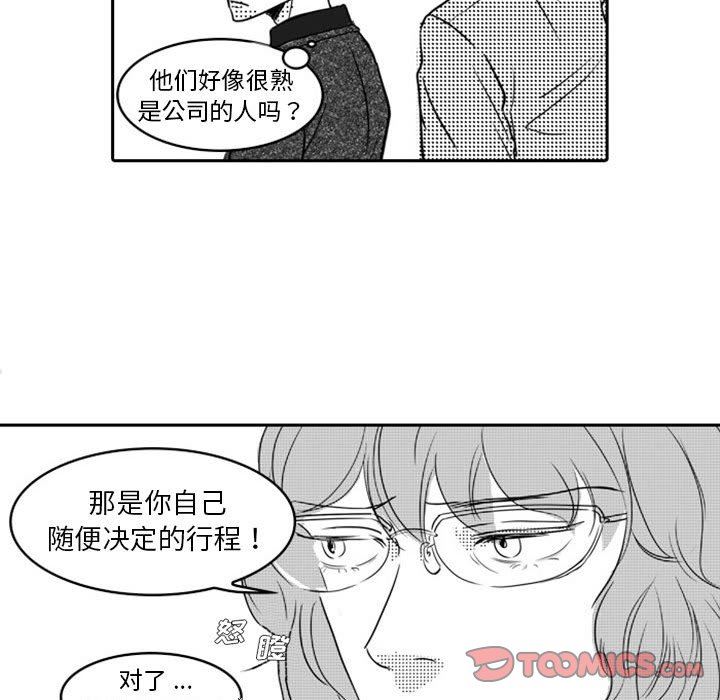 他们好像很熟
是公司的人吗？
那是你自己
随便决定的行程！
怒瞪
对了 ...
TOOMICS.COM